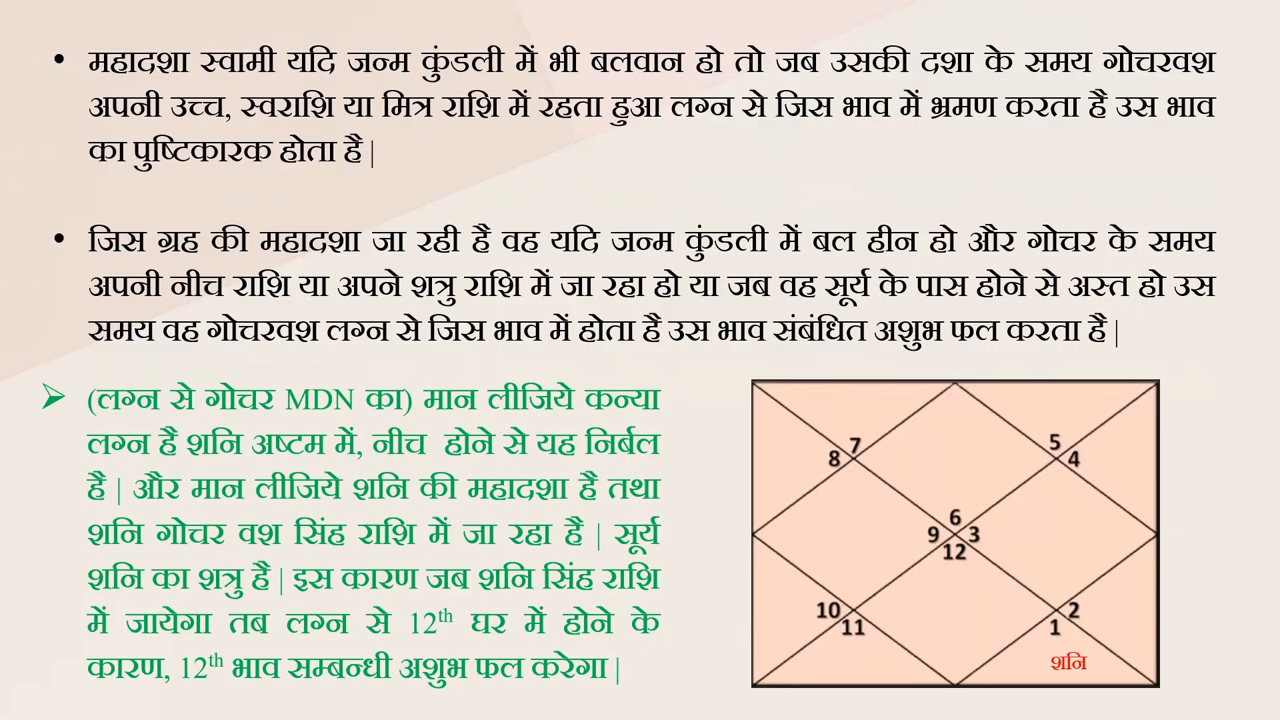 • महादशा स्वामी यदि जन्म कुंडली में भी बलवान हो तो जब उसकी दशा के समय गोचरवश
अपनी उच्च, स्वराशि या मित्र राशि में रहता हुआ लग्न से जिस भाव में भ्रमण करता है उस भाव
का पुष्टिकारक होता है |
• जिस ग्रह की महादशा जा रही है वह यदि जन्म कुंडली में बल हीन हो और गोचर के समय
अपनी नीच राशि या अपने शत्रु राशि में जा रहा हो या जब वह सूर्य के पास होने से अस्त हो उस
समय वह गोचरवश लग्न से जिस भाव में होता है उस भाव संबंधित अशुभ फल करता है |
➢ (लग्न से गोचर MDN का) मान लीजिये कन्या
लग्न है शनि अष्टम में, नीच होने से यह निर्बल
है | और मान लीजिये शनि की महादशा है तथा
शनि गोचर वश सिंह राशि में जा रहा है | सूर्य
शनि का शत्रु है | इस कारण जब शनि सिंह राशि
में जायेगा तब लग्न से 12th घर में होने के
कारण, 12th भाव सम्बन्धी अशुभ फल करेगा |
7 5
8 4
6
9 3
12
10 2
11 1
शनि